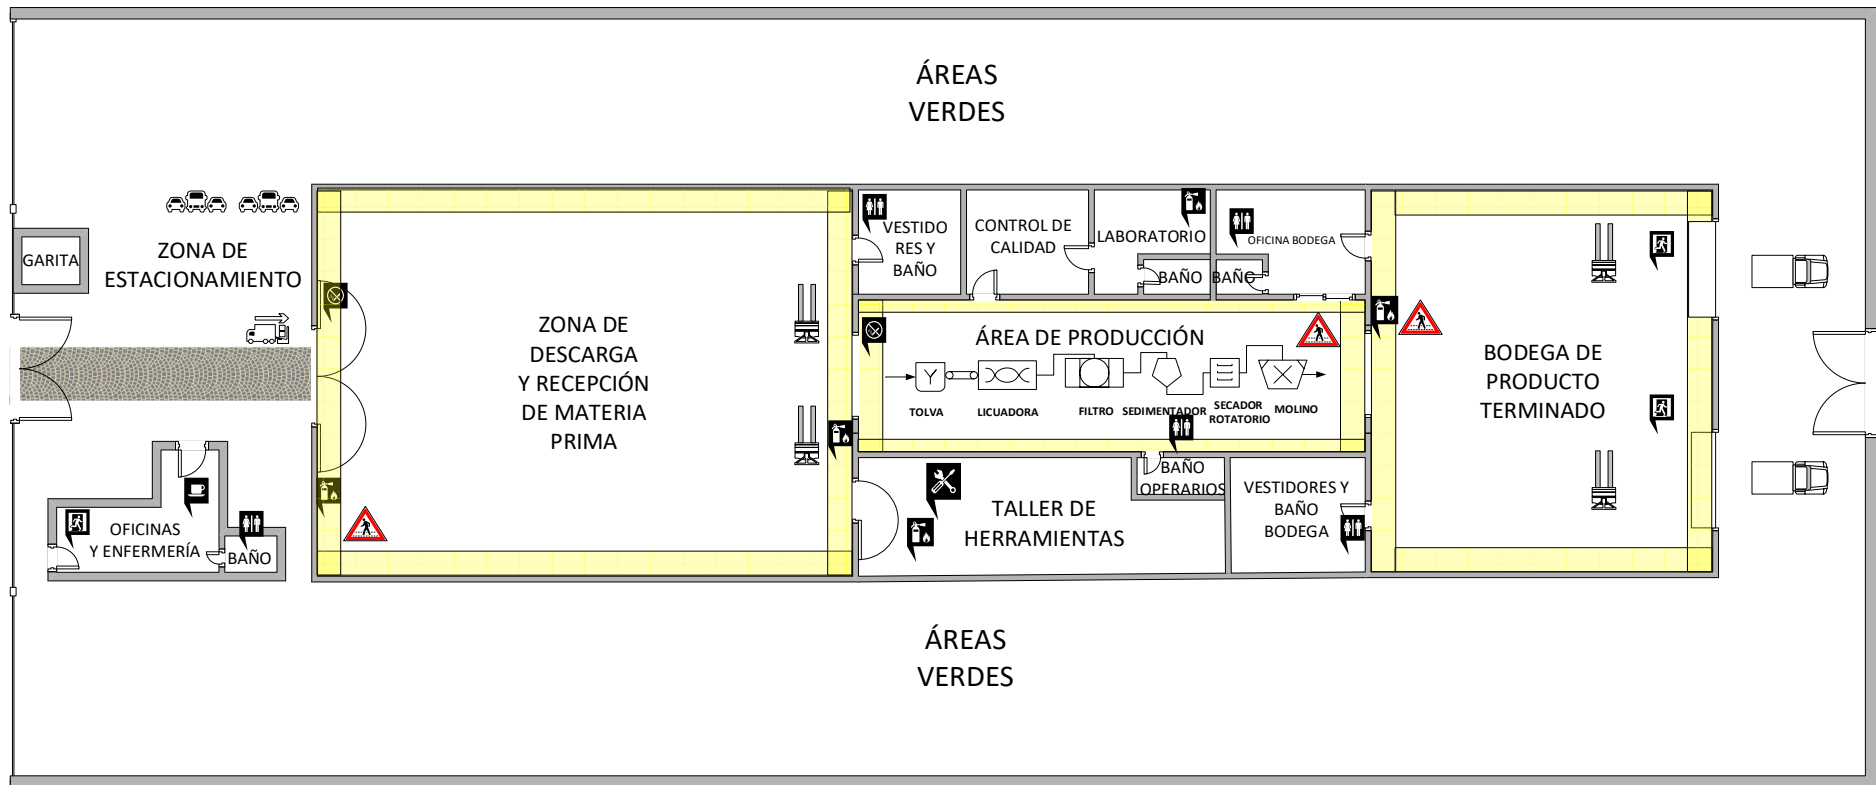 ÁREAS
VERDES
GARITA
ZONA DE
ESTACIONAMIENTO
ZONA DE
DESCARGA
Y RECEPCIÓN
DE MATERIA
PRIMA
VESTIDO
RES Y
BAÑO
CONTROL DE
CALIDAD
LABORATORIO
BAÑO
OFICINA BODEGA
BAÑO
ÁREA DE PRODUCCIÓN
TOLVA
LICUADORA
FILTRO
SEDIMENTADOR
SECADOR
ROTATORIO
MOLINO
BODEGA DE
PRODUCTO
TERMINADO
OFICINAS
Y ENFERMERÍA
BAÑO
TALLER DE
HERRAMIENTAS
BAÑO
OPERARIOS
VESTIDORES Y
BAÑO
BODEGA
ÁREAS
VERDES